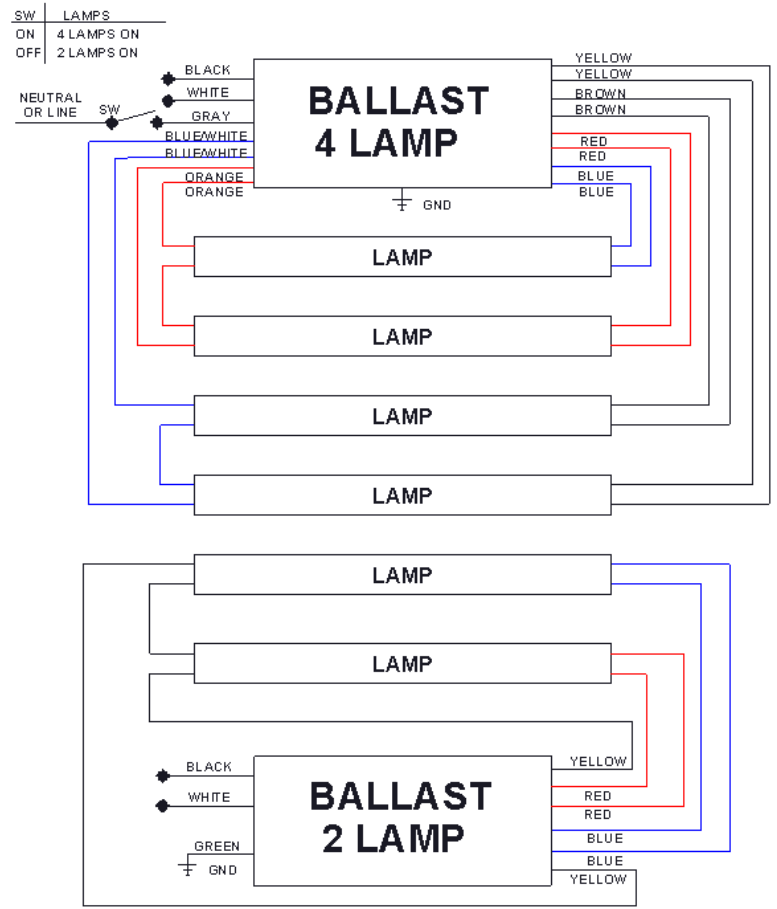 SW LAMPS
ON 4 LAMPS ON
OFF 2 LAMPS ON
NEUTRAL
OR LINE
SW
BLACK
WHITE
GRAY
BLUE/WHITE
BLUE/WHITE
ORANGE
ORANGE
BALLAST
4 LAMP
GND
YELLOW
YELLOW
BROWN
BROWN
RED
RED
BLUE
BLUE
LAMP
LAMP
LAMP
LAMP
LAMP
LAMP
BLACK
WHITE
GREEN
GND
BALLAST
2 LAMP
YELLOW
RED
RED
BLUE
BLUE
YELLOW